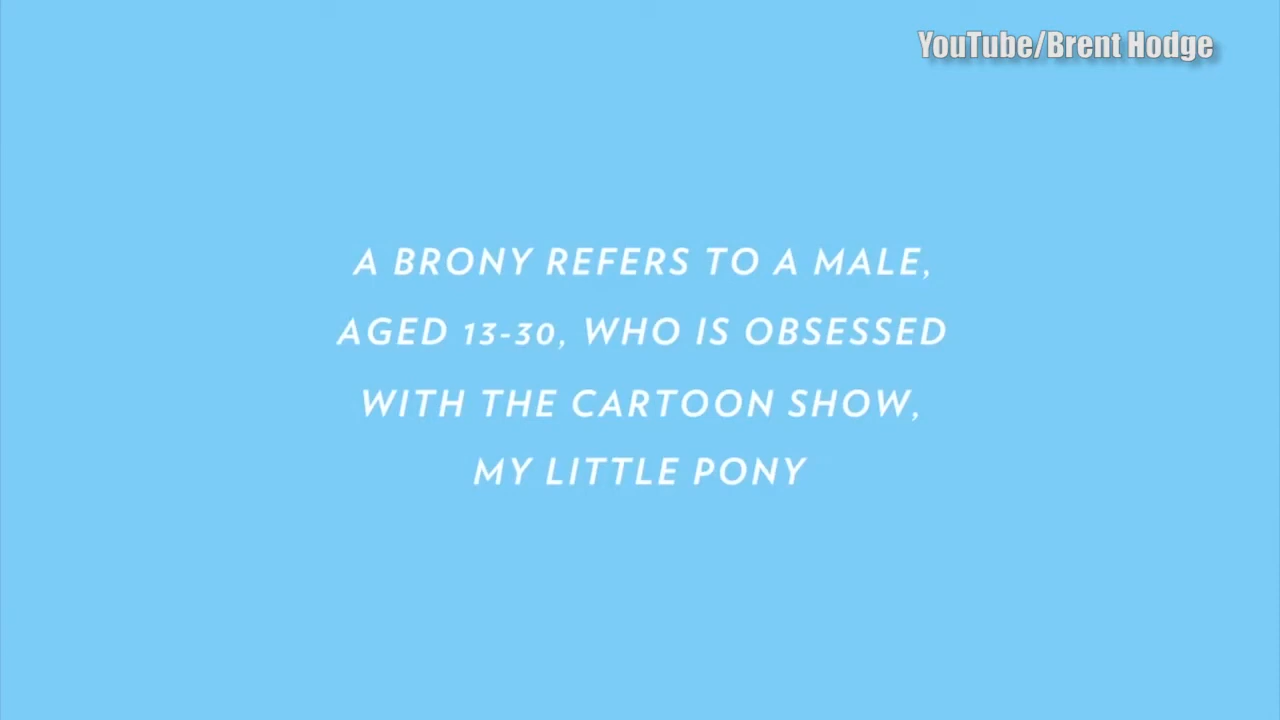 YouTube/Brent Hodge
A BRONY REFERS TO A MALE,
AGED 13-30, WHO IS OBSESSED
WITH THE CARTOON SHOW,
MY LITTLE PONY